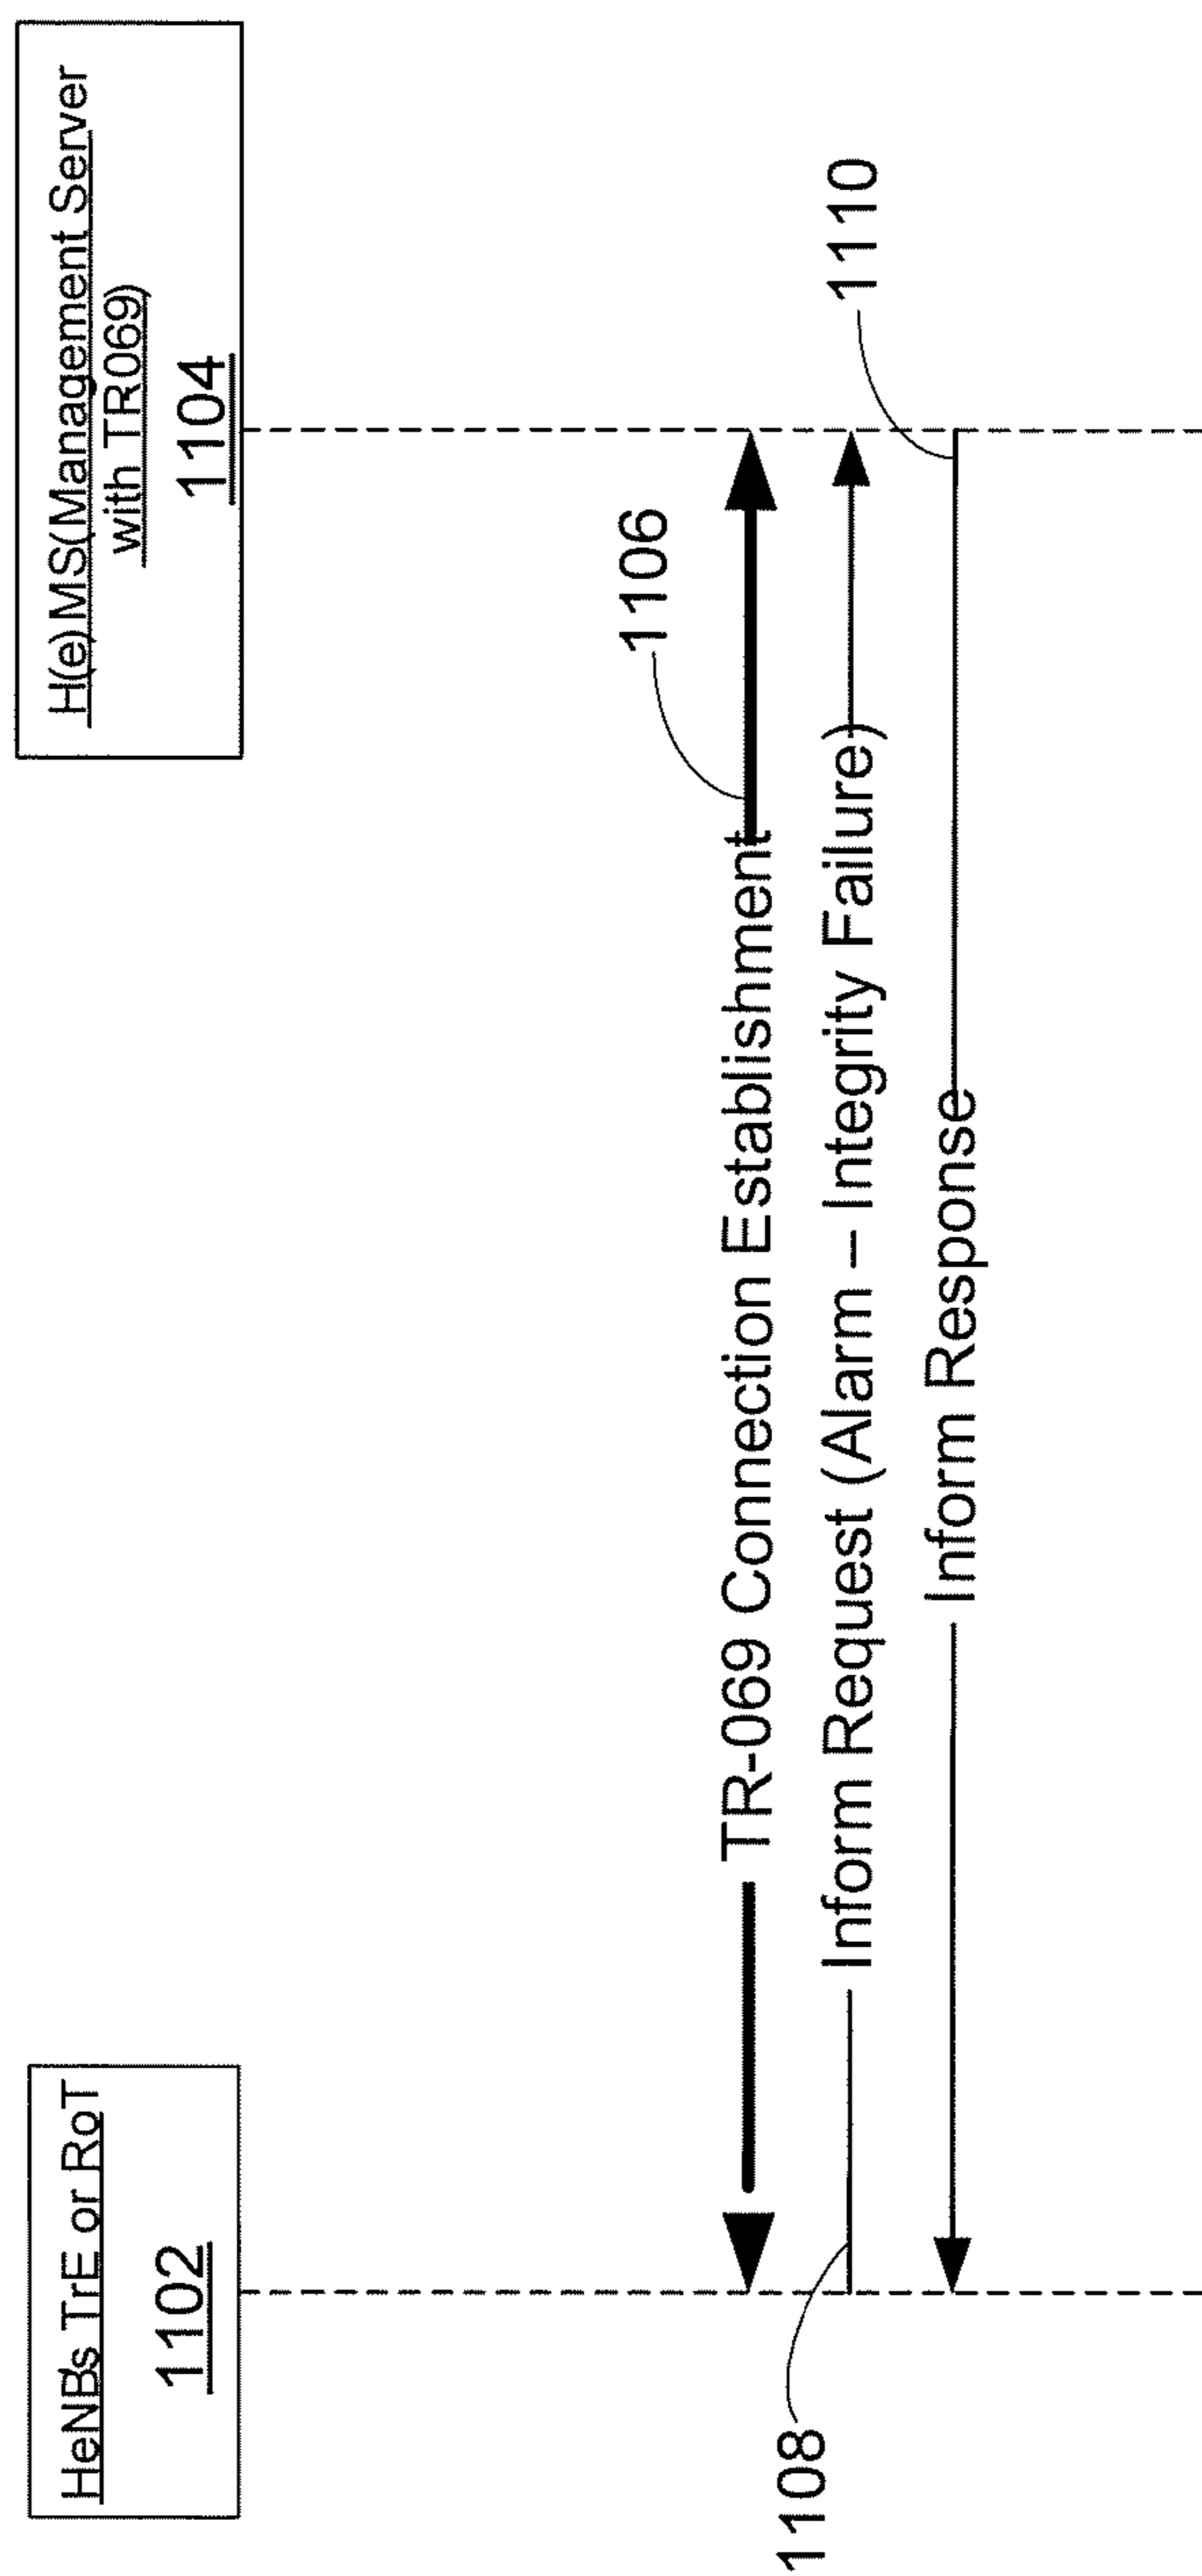 HeNB's TrE or RoT
1102
H(e)MS(Management Server
with TR069)
1104
1106
TR-069 Connection Establishment
1108
Inform Request (Alarm – Integrity Failure)
1110
Inform Response